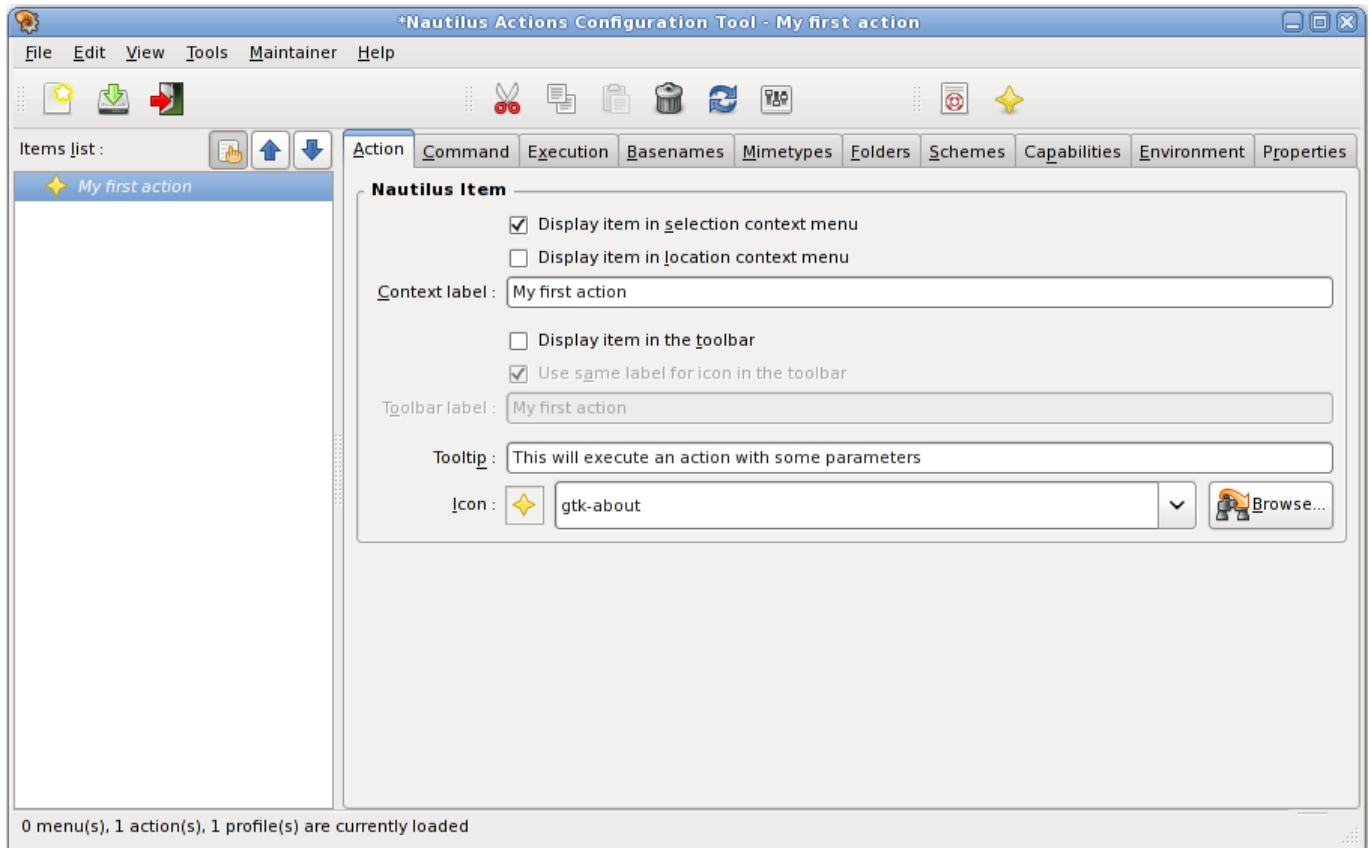 *Nautilus Actions Configuration Tool - My first action
File Edit View Tools Maintainer Help
Items list :
Action Command Execution Basenames Mimetypes Folders Schemes Capabilities Environment Properties
My first action
Nautilus Item
Display item in selection context menu
Display item in location context menu
Context label : My first action
Display item in the toolbar
Use same label for icon in the toolbar
Toolbar label : My first action
Tooltip : This will execute an action with some parameters
Icon : gtk-about Browse...
0 menu(s), 1 action(s), 1 profile(s) are currently loaded